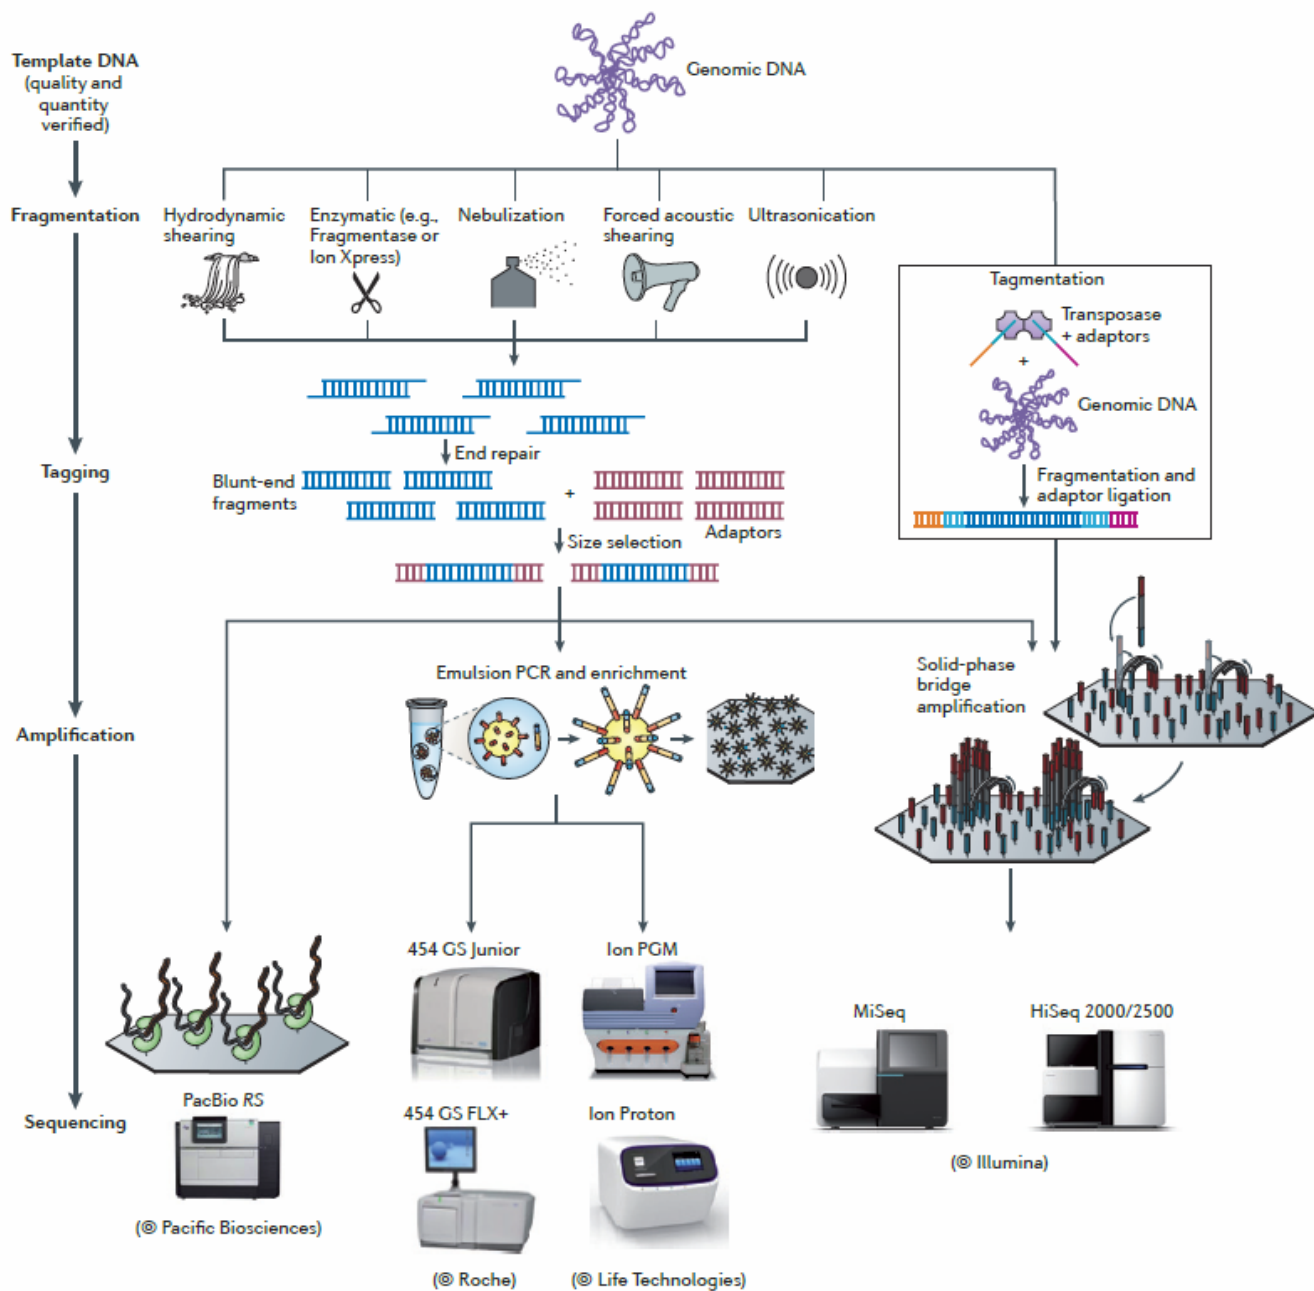 Template DNA
(quality and
quantity
verified)
Genomic DNA
Fragmentation
Hydrodynamic
shearing
Enzymatic (e.g.,
Fragmentase or
Ion Xpress)
Nebulization
Forced acoustic
shearing
Ultrasonication
Tagmentation
Transposase
+ adaptors
+
Genomic DNA
Fragmentation and
adaptor ligation
Tagging
End repair
Blunt-end
fragments
+
Adaptors
Size selection
Amplification
Emulsion PCR and enrichment
Solid-phase
bridge
amplification
Sequencing
PacBio RS
(© Pacific Biosciences)
454 GS Junior
454 GS FLX+
(© Roche)
Ion PGM
Ion Proton
(© Life Technologies)
MiSeq
HiSeq 2000/2500
(© Illumina)